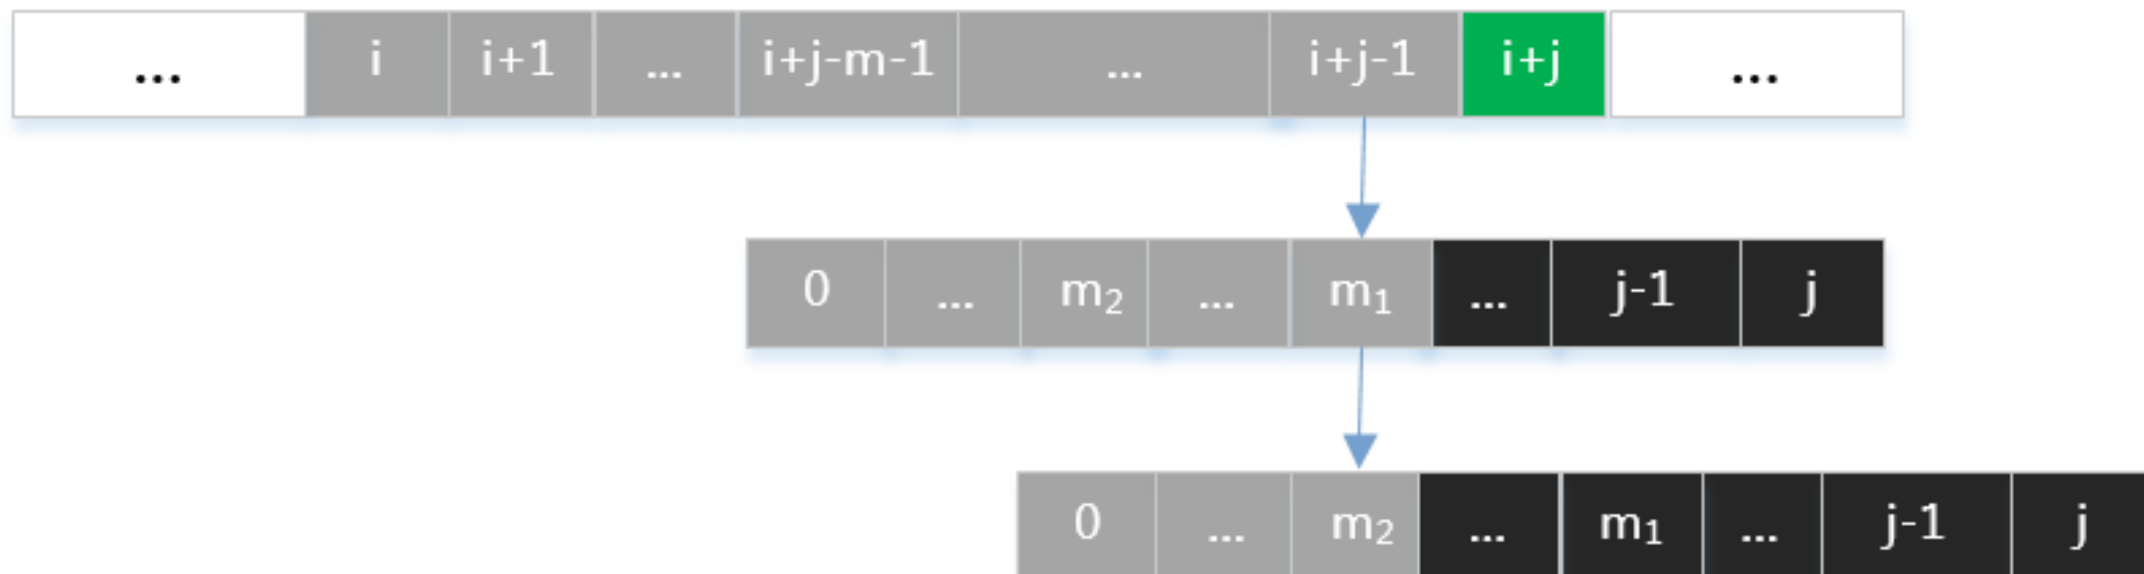 ... i i+1 ... i+j-m-1 ... i+j-1 i+j ...
0 ... m₂ ... m₁ ... j-1 j
0 ... m₂ ... m₁ ... j-1 j